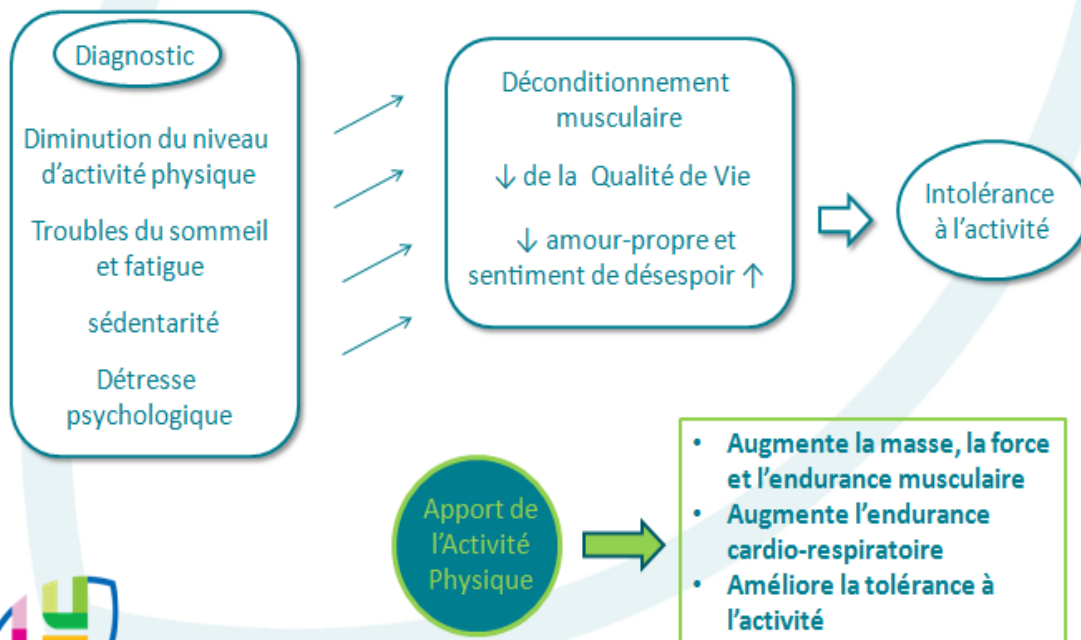 Diagnostic
Diminution du niveau
d’activité physique
Troubles du sommeil
et fatigue
sédentarité
Détresse
psychologique
Déconditionnement
musculaire
↓ de la Qualité de Vie
↓ amour-propre et
sentiment de désespoir ↑
Intolérance
à l’activité
Apport de
l’Activité
Physique
• Augmente la masse, la force
et l’endurance musculaire
• Augmente l’endurance
cardio-respiratoire
• Améliore la tolérance à
l’activité